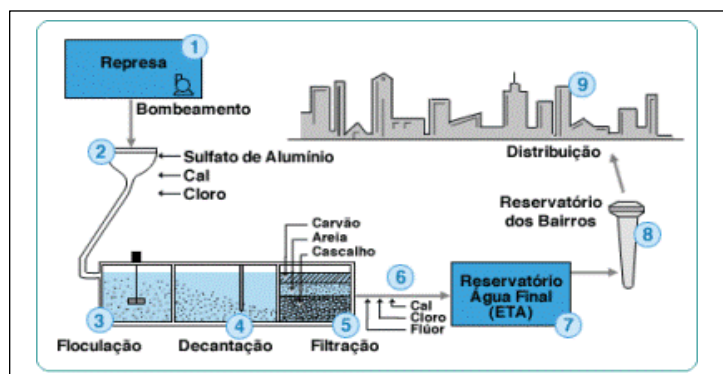 1
Represa
Bombeamento
2
Sulfato de Alumínio
Cal
Cloro
9
Distribuição
Reservatório
dos Bairros
8
Carvão
Areia
Cascalho
3
Floculação
4
Decantação
5
Filtração
6
Cal
Cloro
Flúor
Reservatório
Água Final
(ETA)
7